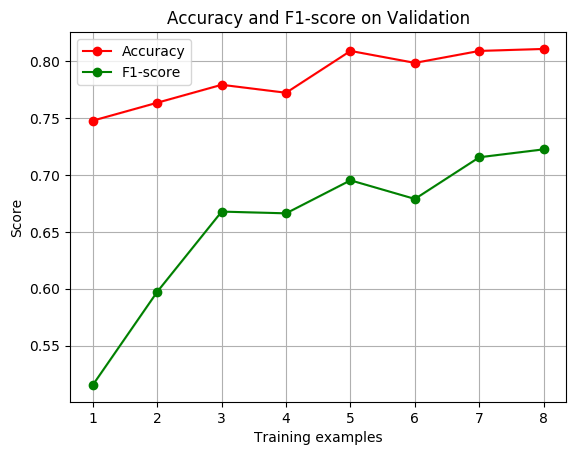 Accuracy and F1-score on Validation
Accuracy
F1-score
0.80
0.75
0.70
0.65
0.60
0.55
Score
1 2 3 4 5 6 7 8
Training examples